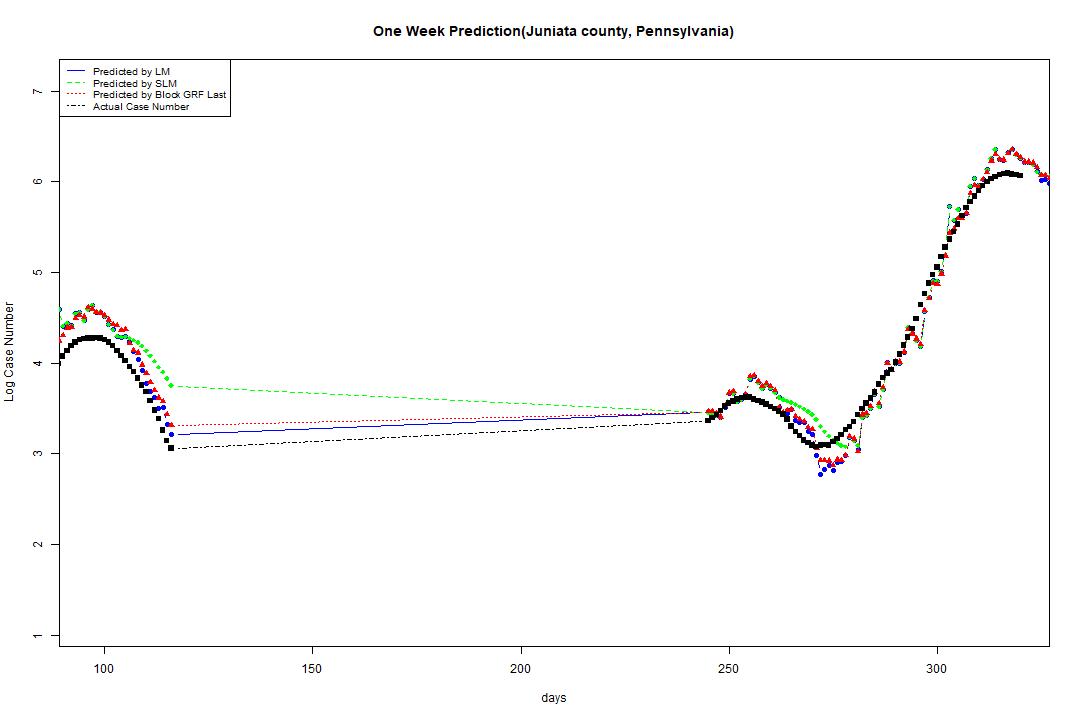 One Week Prediction(Juniata county, Pennsylvania)
Predicted by LM
Predicted by SLM
Predicted by Block GRF Last
Actual Case Number
Log Case Number
7
6
5
4
3
2
1
100
150
200
250
300
days